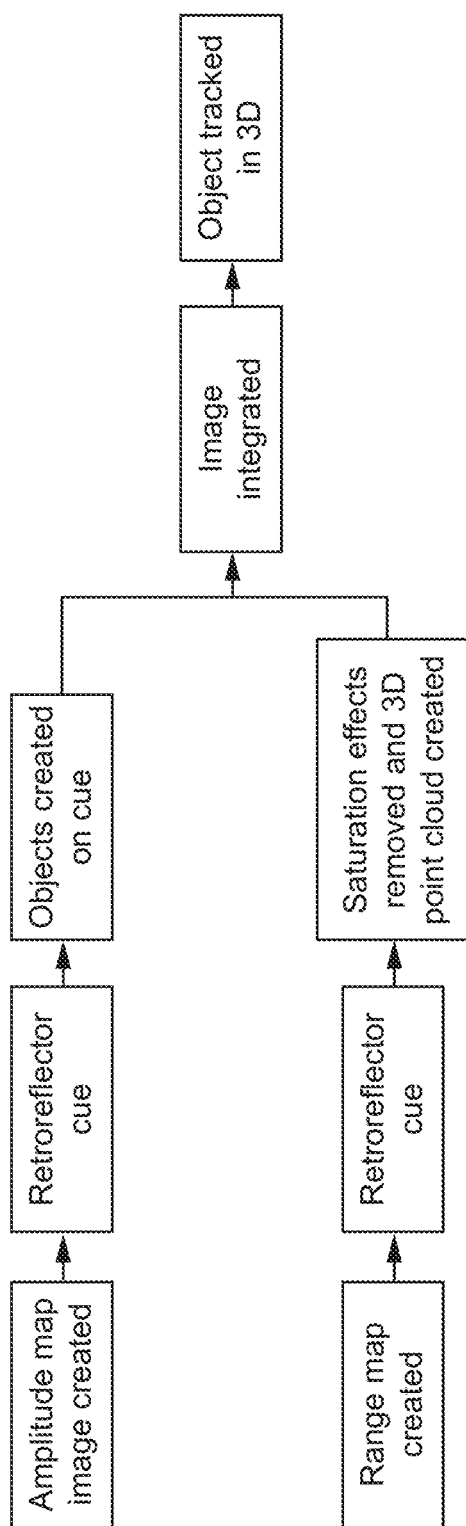 Amplitude map
image created
Retroreflector
cue
Objects created
on cue
Range map
created
Retroreflector
cue
Saturation effects
removed and 3D
point cloud created
Image
integrated
Object tracked
in 3D